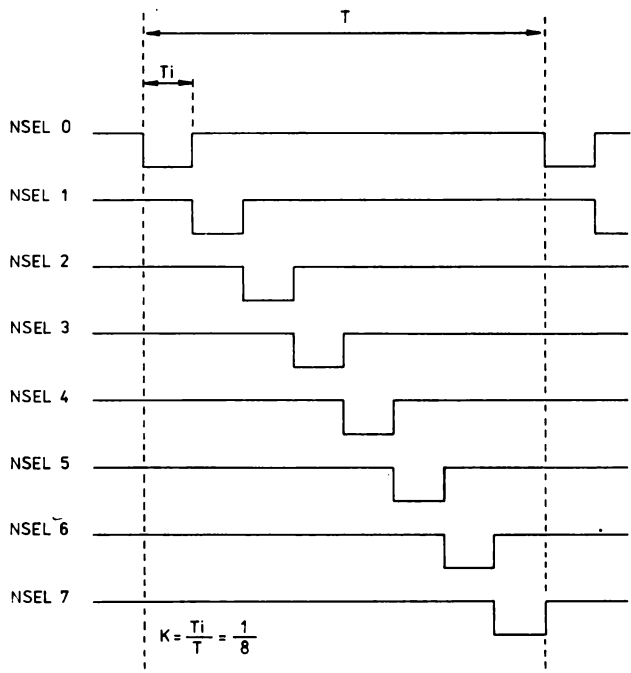 T
Ti
NSEL 0
NSEL 1
NSEL 2
NSEL 3
NSEL 4
NSEL 5
NSEL 6
NSEL 7
K = Ti/T = 1/8